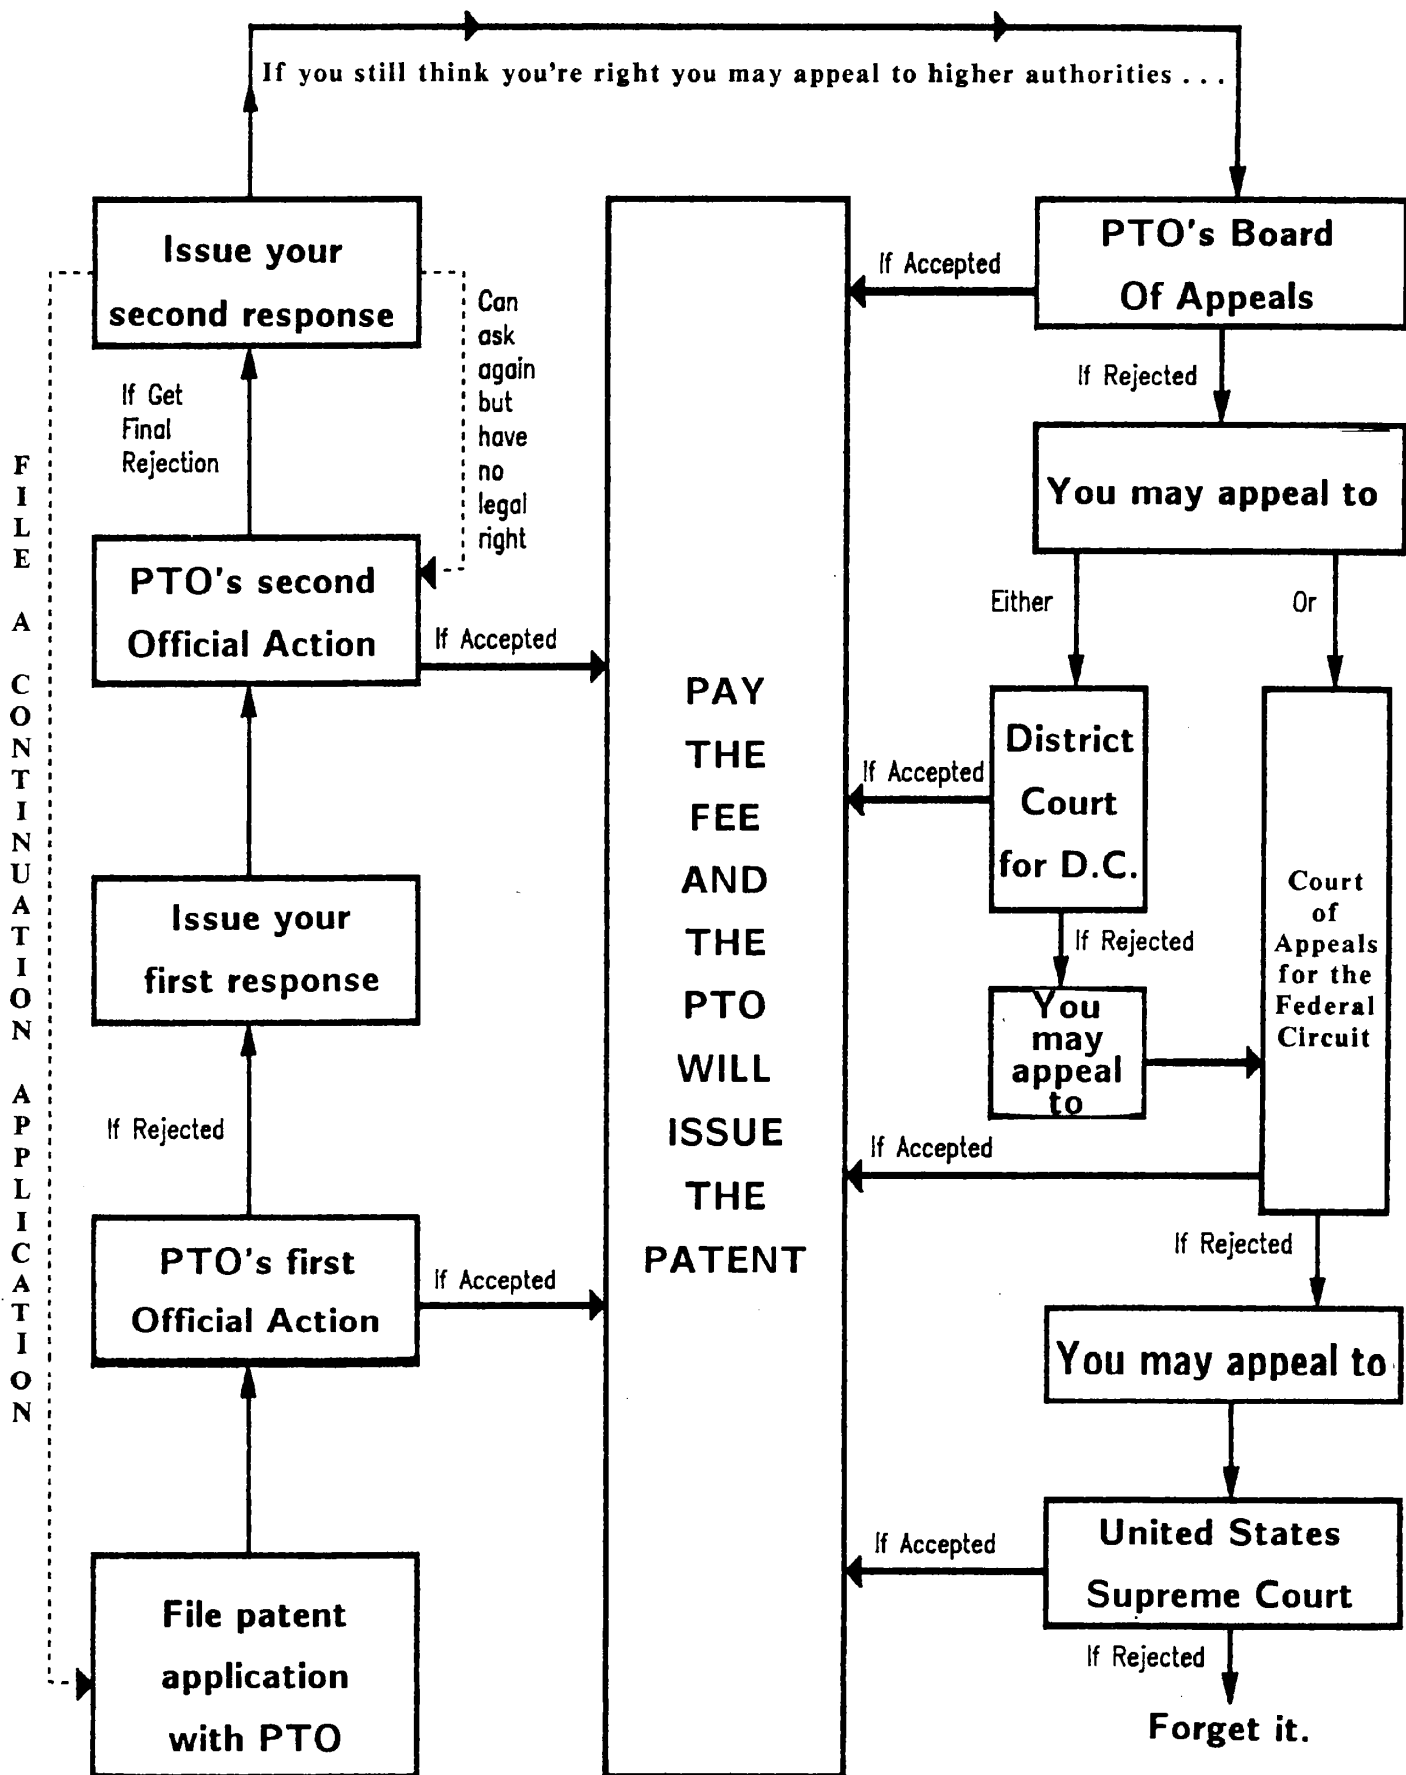 If you still think you're right you may appeal to higher authorities . . .
Issue your
second response
Can
ask
again
but
have
no
legal
right
If Get
Final
Rejection
FILE A CONTINUATION APPLICATION
PTO's second
Official Action
If Accepted
Issue your
first response
If Rejected
PTO's first
Official Action
If Accepted
File patent
application
with PTO
PAY
THE
FEE
AND
THE
PTO
WILL
ISSUE
THE
PATENT
PTO's Board
Of Appeals
If Accepted
If Rejected
You may appeal to
Either
Or
District
Court
for D.C.
If Accepted
If Rejected
You
may
appeal
to
Court
of
Appeals
for the
Federal
Circuit
If Accepted
If Rejected
You may appeal to
United States
Supreme Court
If Accepted
If Rejected
Forget it.